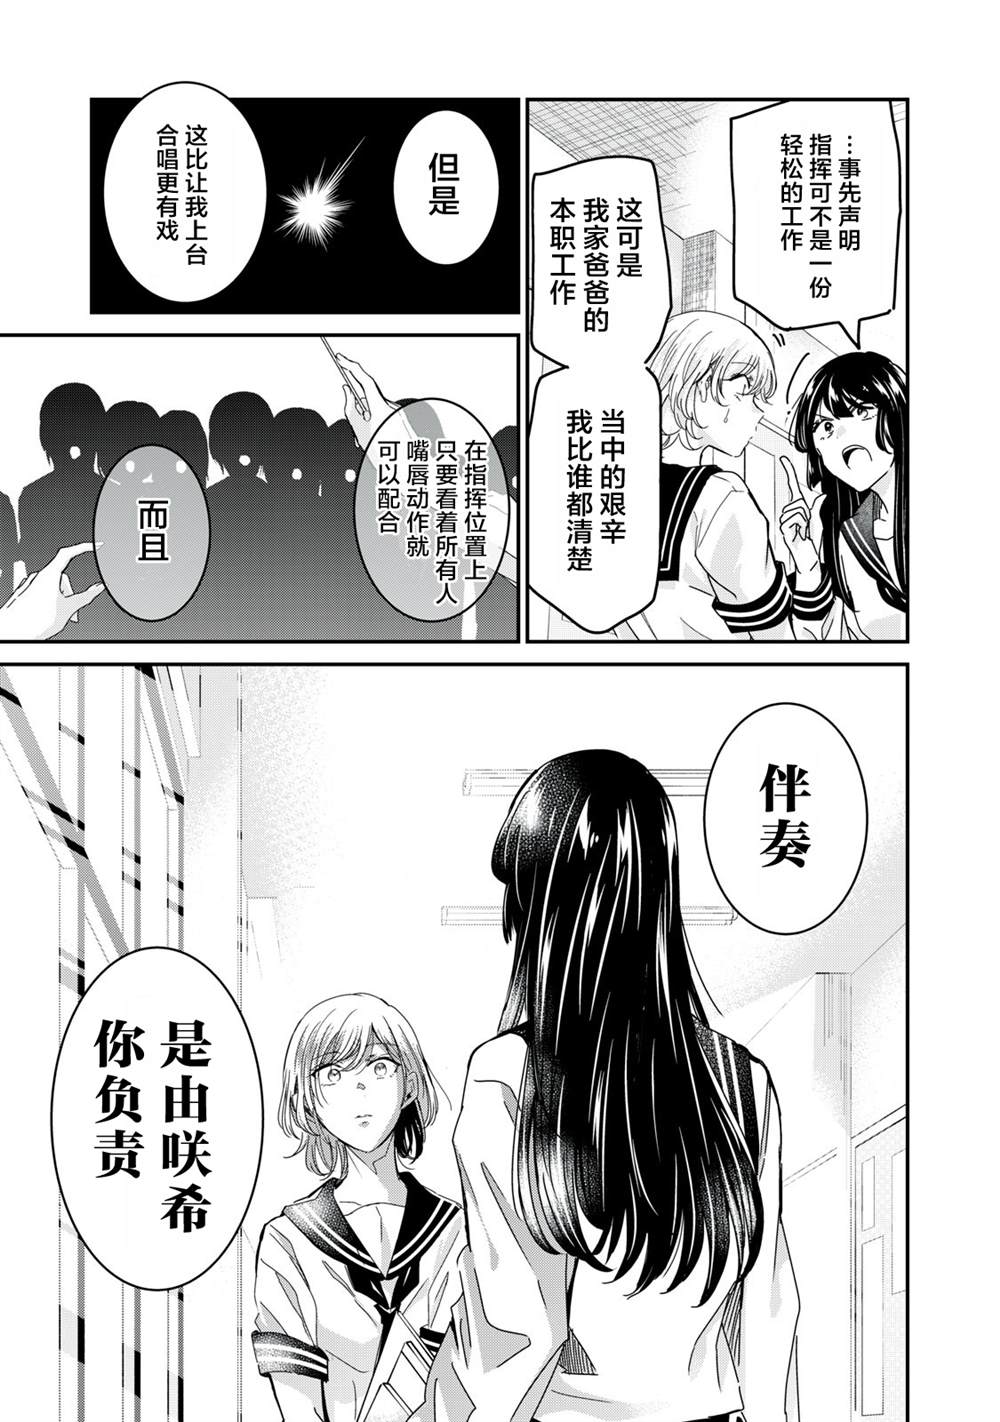 …事先声明
指挥可不是一份
轻松的工作
这可是
我家爸爸的
本职工作
当中的艰辛
我比谁都清楚
但是
这比让我上台
合唱更有戏
在指挥位置上
只要看着所有人
嘴唇动作就
可以配合
而且
伴奏
是由咲希
你负责